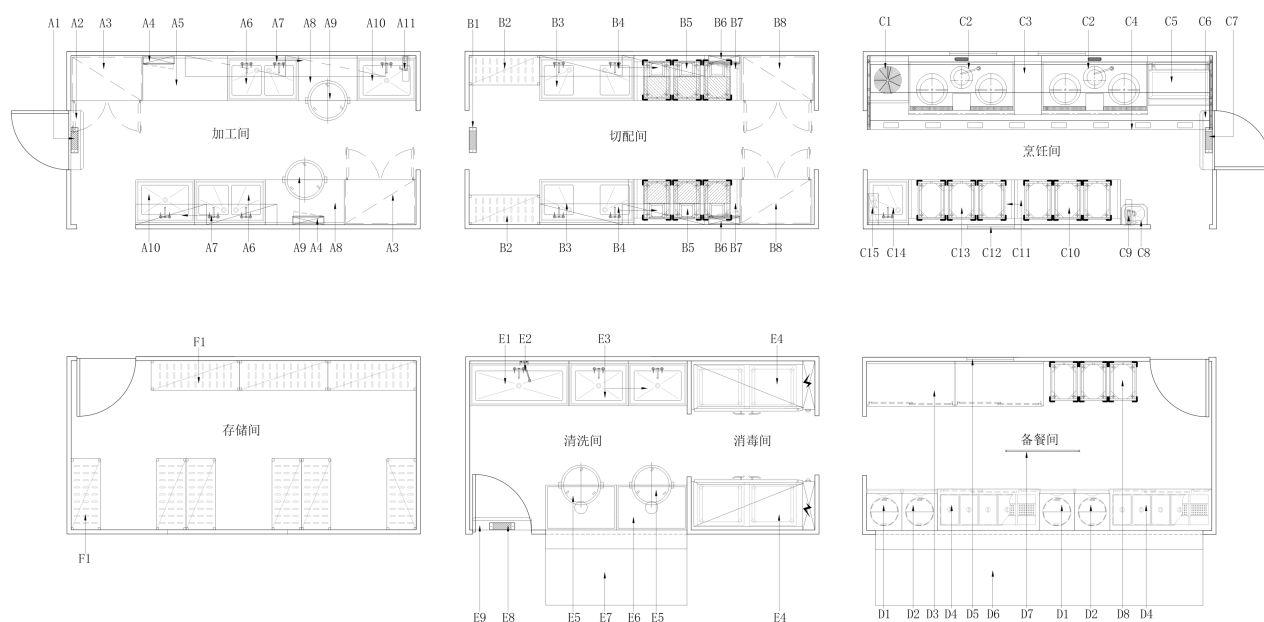 A1 A2 A3 A4 A5 A6 A7 A8 A9 A10 A11
加工间
A10 A7 A6 A9 A4 A8 A3
B1 B2 B3 B4 B5 B6 B7 B8
切配间
B2 B3 B4 B5 B6 B7 B8
C1 C2 C3 C2 C4 C5 C6 C7
烹饪间
C15 C14 C13 C12 C11 C10 C9 C8
F1
存储间
F1
E1 E2 E3 E4
清洗间 消毒间
E9 E8 E5 E7 E6 E5 E4
备餐间
D1 D2 D3 D4 D5 D6 D7 D1 D2 D8 D4